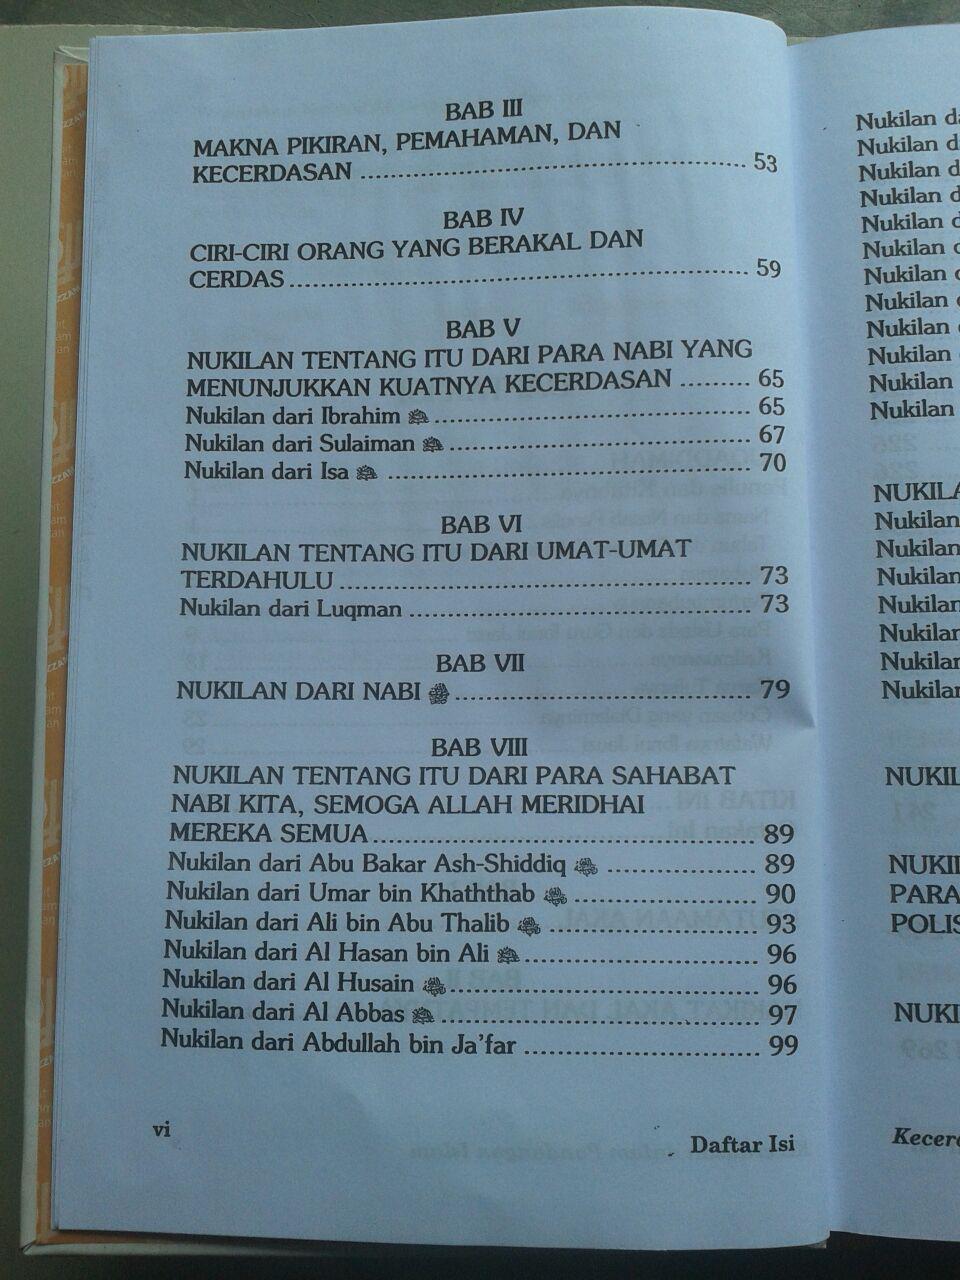 BAB III
MAKNA PIKIRAN, PEMAHAMAN, DAN
KECERDASAN ........................................................ 53
BAB IV
CIRI-CIRI ORANG YANG BERAKAL DAN
CERDAS ................................................................ 59
BAB V
NUKILAN TENTANG ITU DARI PARA NABI YANG
MENUNJUKKAN KUATNYA KECERDASAN ......... 65
Nukilan dari Ibrahim ............................................. 65
Nukilan dari Sulaiman ........................................... 67
Nukilan dari Isa .................................................... 70
BAB VI
NUKILAN TENTANG ITU DARI UMAT-UMAT
TERDAHULU ......................................................... 73
Nukilan dari Luqman ............................................. 73
BAB VII
NUKILAN DARI NABI ﷺ ......................................... 79
BAB VIII
NUKILAN TENTANG ITU DARI PARA SAHABAT
NABI KITA, SEMOGA ALLAH MERIDHAI
MEREKA SEMUA .................................................... 89
Nukilan dari Abu Bakar Ash-Shiddiq ........................ 89
Nukilan dari Umar bin Khaththab ............................ 90
Nukilan dari Ali bin Abu Thalib ............................... 93
Nukilan dari Al Hasan bin Ali .................................. 96
Nukilan dari Al Husain ........................................... 96
Nukilan dari Al Abbas ............................................ 97
Nukilan dari Abdullah bin Ja'far .............................. 99
vi
Daftar Isi
Nukilan
Nukilan
Nukilan
Nukilan
Nukilan
Nukilan
Nukilan
Nukilan
Nukilan
Nukilan
Nukilan
Nukilan
Nukilan
Nukilan
PARA